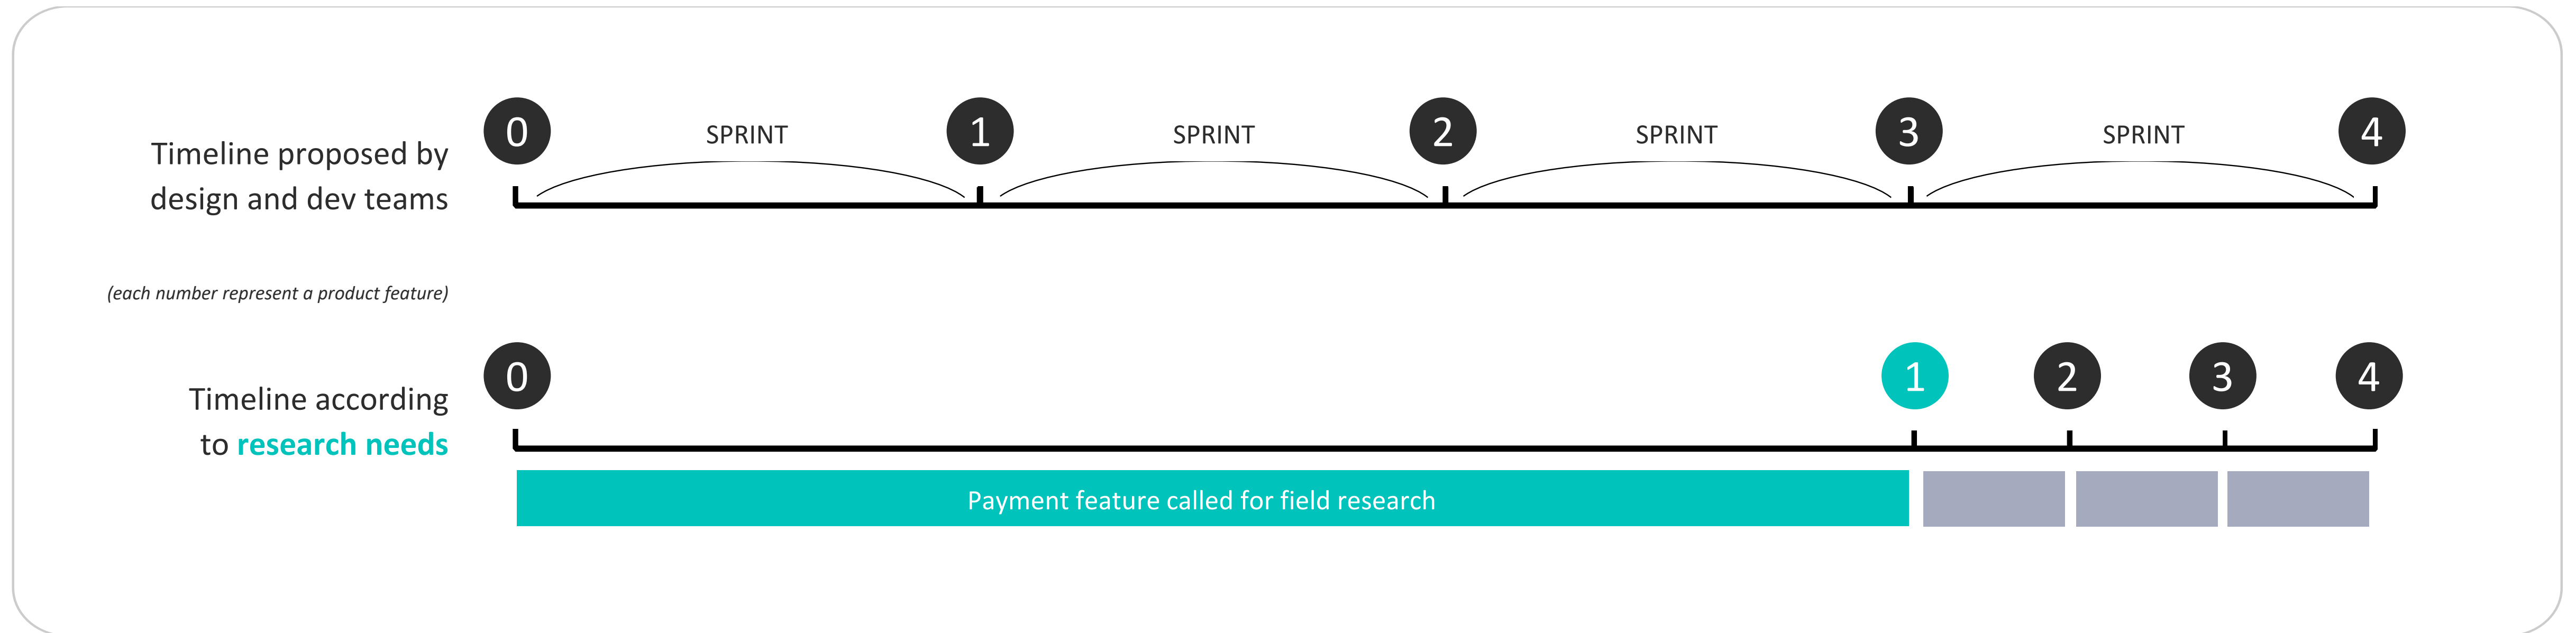 0
SPRINT
1
SPRINT
2
SPRINT
3
SPRINT
4
Timeline proposed by
design and dev teams
(each number represent a product feature)
0
1
2
3
4
Timeline according
to research needs
Payment feature called for field research